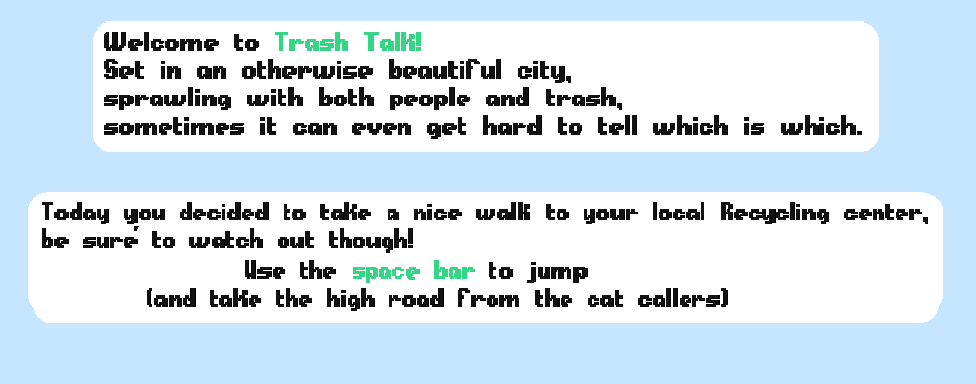 Welcome to Trash Talk!
Set in an otherwise beautiful city,
sprawling with both people and trash,
sometimes it can even get hard to tell which is which.
Today you decided to take a nice walk to your local Recycling center,
be sure to watch out though!
Use the space bar to jump
(and take the high road from the cat callers)